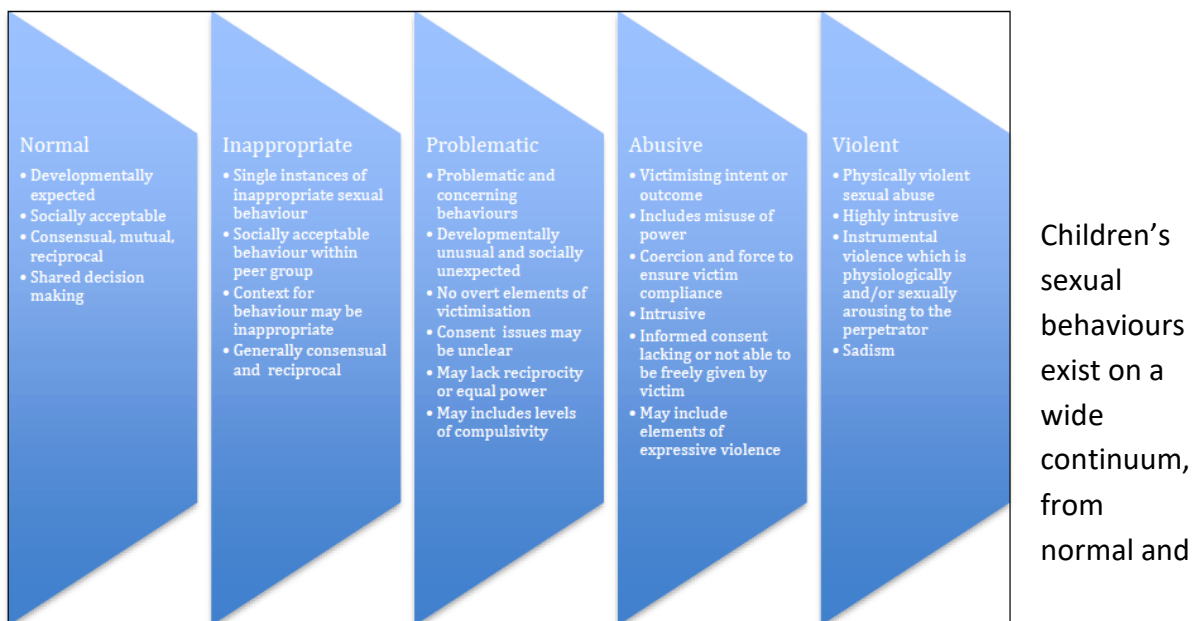 Normal
• Developmentally
expected
• Socially acceptable
• Consensual, mutual,
reciprocal
• Shared decision
making
Inappropriate
• Single instances of
inappropriate sexual
behaviour
• Socially acceptable
behaviour within
peer group
• Context for
behaviour may be
inappropriate
• Generally consensual
and reciprocal
Problematic
• Problematic and
concerning
behaviours
• Developmentally
unusual and socially
unexpected
• No overt elements of
victimisation
• Consent issues may
be unclear
• May lack reciprocity
or equal power
• May includes levels
of compulsivity
Abusive
• Victimising intent or
outcome
• Includes misuse of
power
• Coercion and force to
ensure victim
compliance
• Intrusive
• Informed consent
lacking or not able to
be freely given by
victim
• May include
elements of
expressive violence
Violent
• Physically violent
sexual abuse
• Highly intrusive
• Instrumental
violence which is
physiologically
and/or sexually
arousing to the
perpetrator
• Sadism
Children’s
sexual
behaviours
exist on a
wide
continuum,
from
normal and